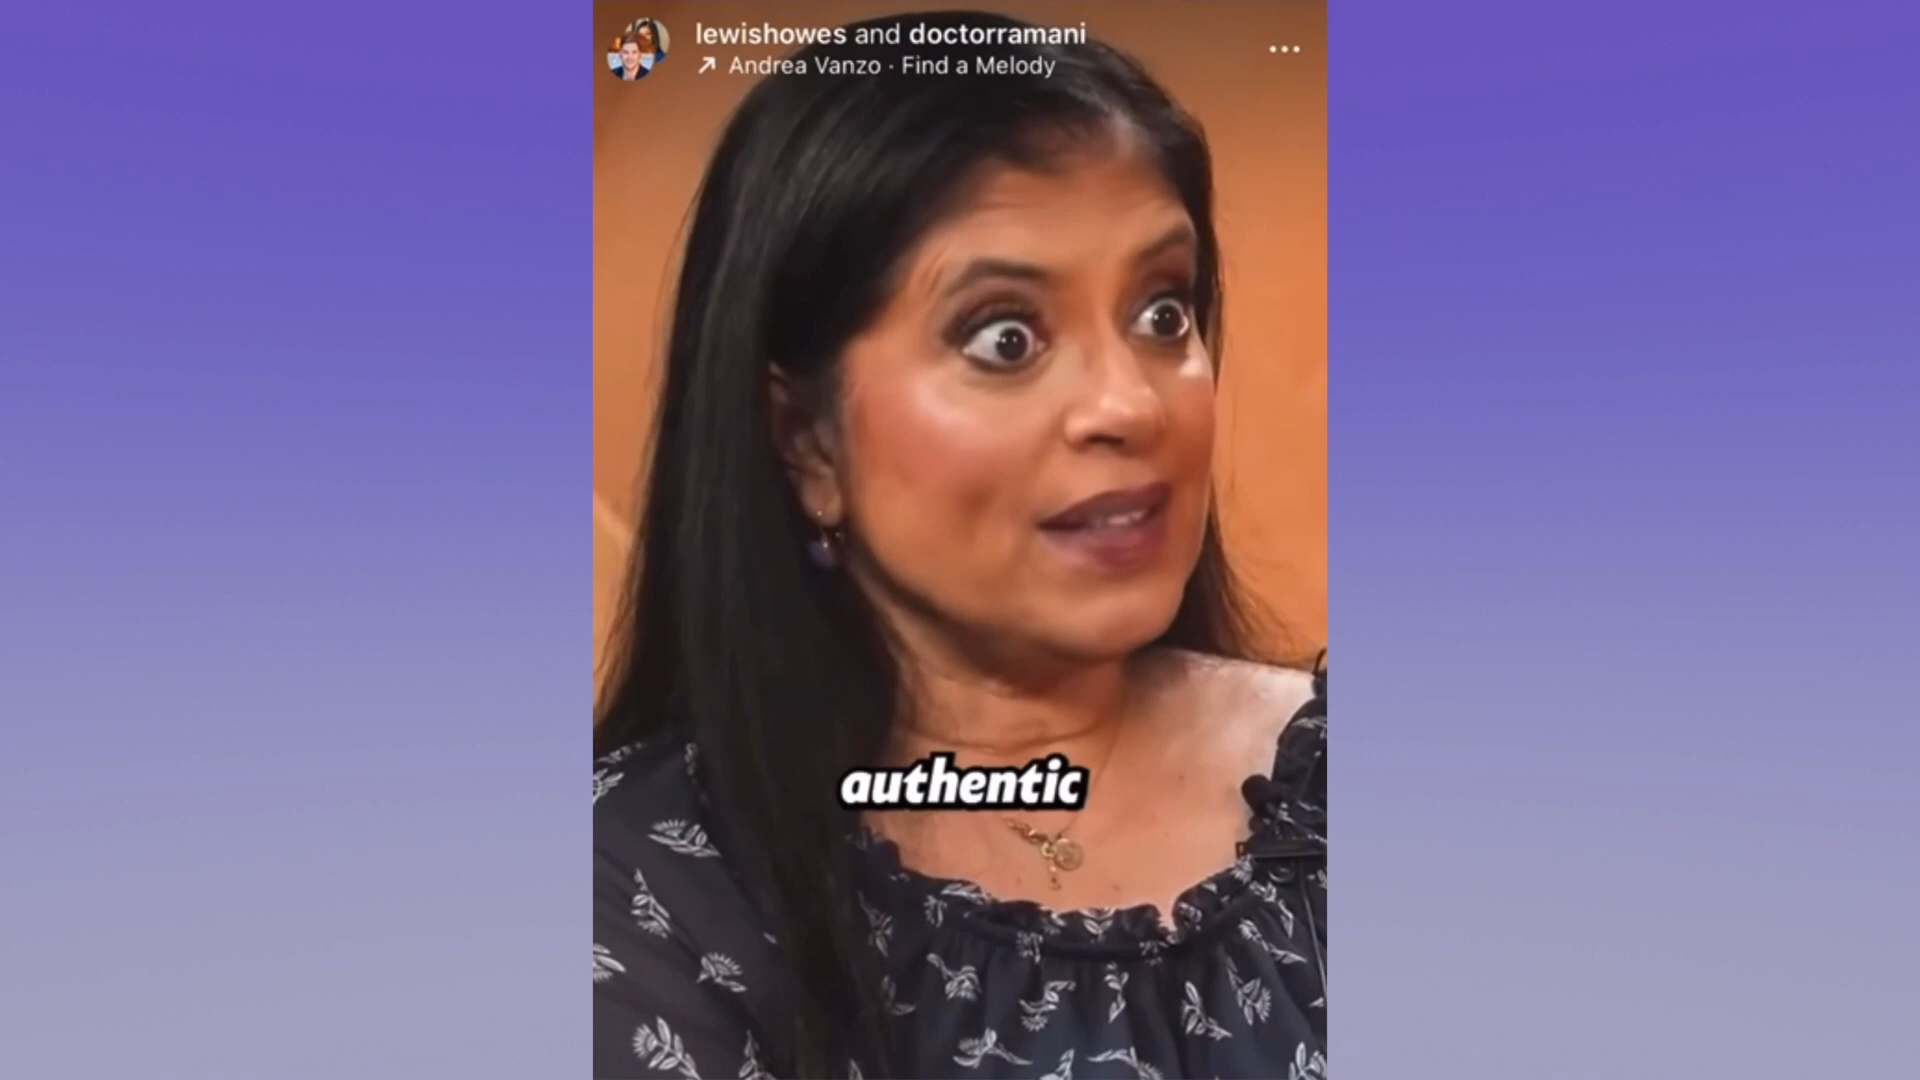 lewishowes and doctorramani
Andrea Vanzo · Find a Melody
authentic